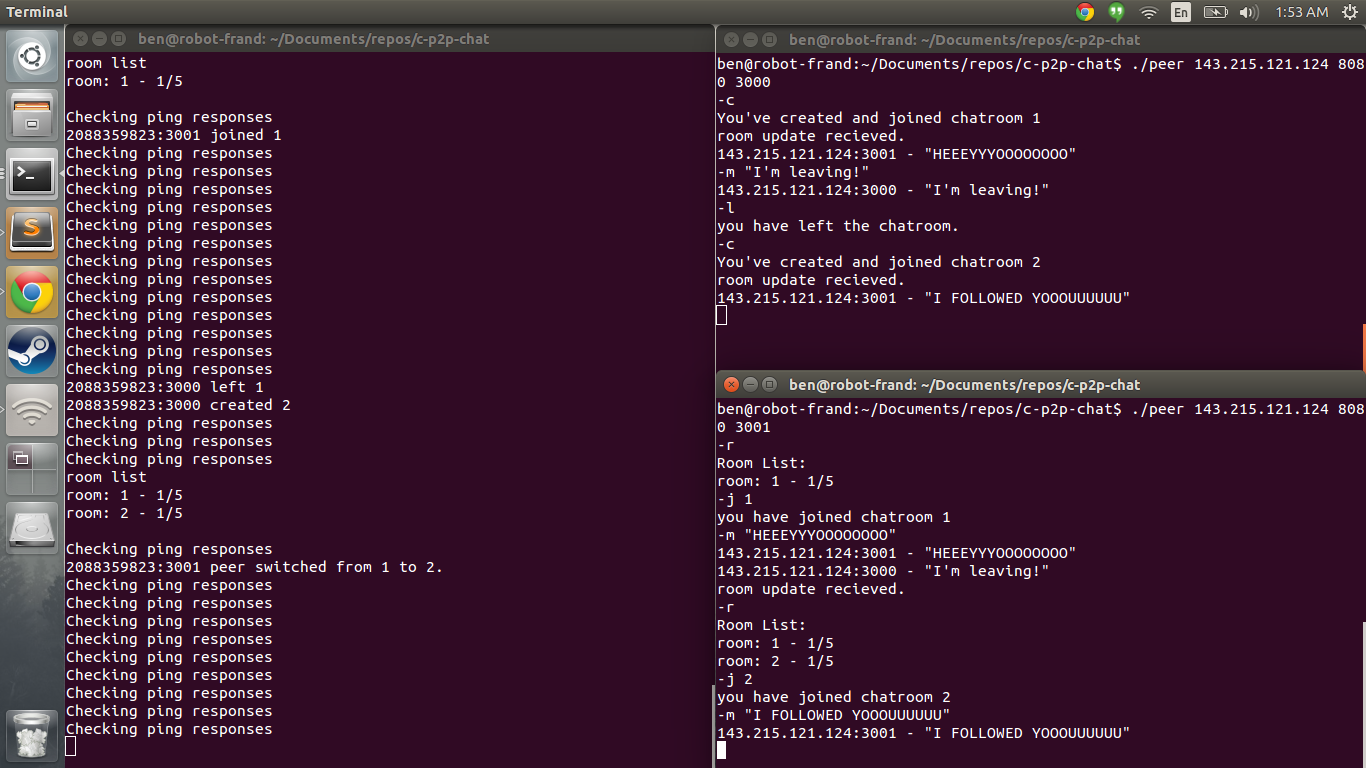 Terminal
En
1:53 AM
ben@robot-frand: ~/Documents/repos/c-p2p-chat
room list
room: 1 - 1/5
Checking ping responses
2088359823:3001 joined 1
Checking ping responses
Checking ping responses
Checking ping responses
Checking ping responses
Checking ping responses
Checking ping responses
Checking ping responses
Checking ping responses
Checking ping responses
Checking ping responses
Checking ping responses
Checking ping responses
Checking ping responses
2088359823:3000 left 1
2088359823:3000 created 2
Checking ping responses
Checking ping responses
Checking ping responses
room list
room: 1 - 1/5
room: 2 - 1/5
Checking ping responses
2088359823:3001 peer switched from 1 to 2.
Checking ping responses
Checking ping responses
Checking ping responses
Checking ping responses
Checking ping responses
Checking ping responses
Checking ping responses
Checking ping responses
Checking ping responses
ben@robot-frand: ~/Documents/repos/c-p2p-chat
ben@robot-frand:~/Documents/repos/c-p2p-chat$ ./peer 143.215.121.124 808
0 3000
-c
You've created and joined chatroom 1
room update recieved.
143.215.121.124:3001 - "HEEEYYYOOOOOOOO"
-m "I'm leaving!"
143.215.121.124:3000 - "I'm leaving!"
-l
you have left the chatroom.
-c
You've created and joined chatroom 2
room update recieved.
143.215.121.124:3001 - "I FOLLOWED YOOOUUUUUU"
ben@robot-frand: ~/Documents/repos/c-p2p-chat
ben@robot-frand:~/Documents/repos/c-p2p-chat$ ./peer 143.215.121.124 808
0 3001
-r
Room List:
room: 1 - 1/5
-j 1
you have joined chatroom 1
-m "HEEEYYYOOOOOOOO"
143.215.121.124:3001 - "HEEEYYYOOOOOOOO"
143.215.121.124:3000 - "I'm leaving!"
room update recieved.
-r
Room List:
room: 1 - 1/5
room: 2 - 1/5
-j 2
you have joined chatroom 2
-m "I FOLLOWED YOOOUUUUUU"
143.215.121.124:3001 - "I FOLLOWED YOOOUUUUUU"